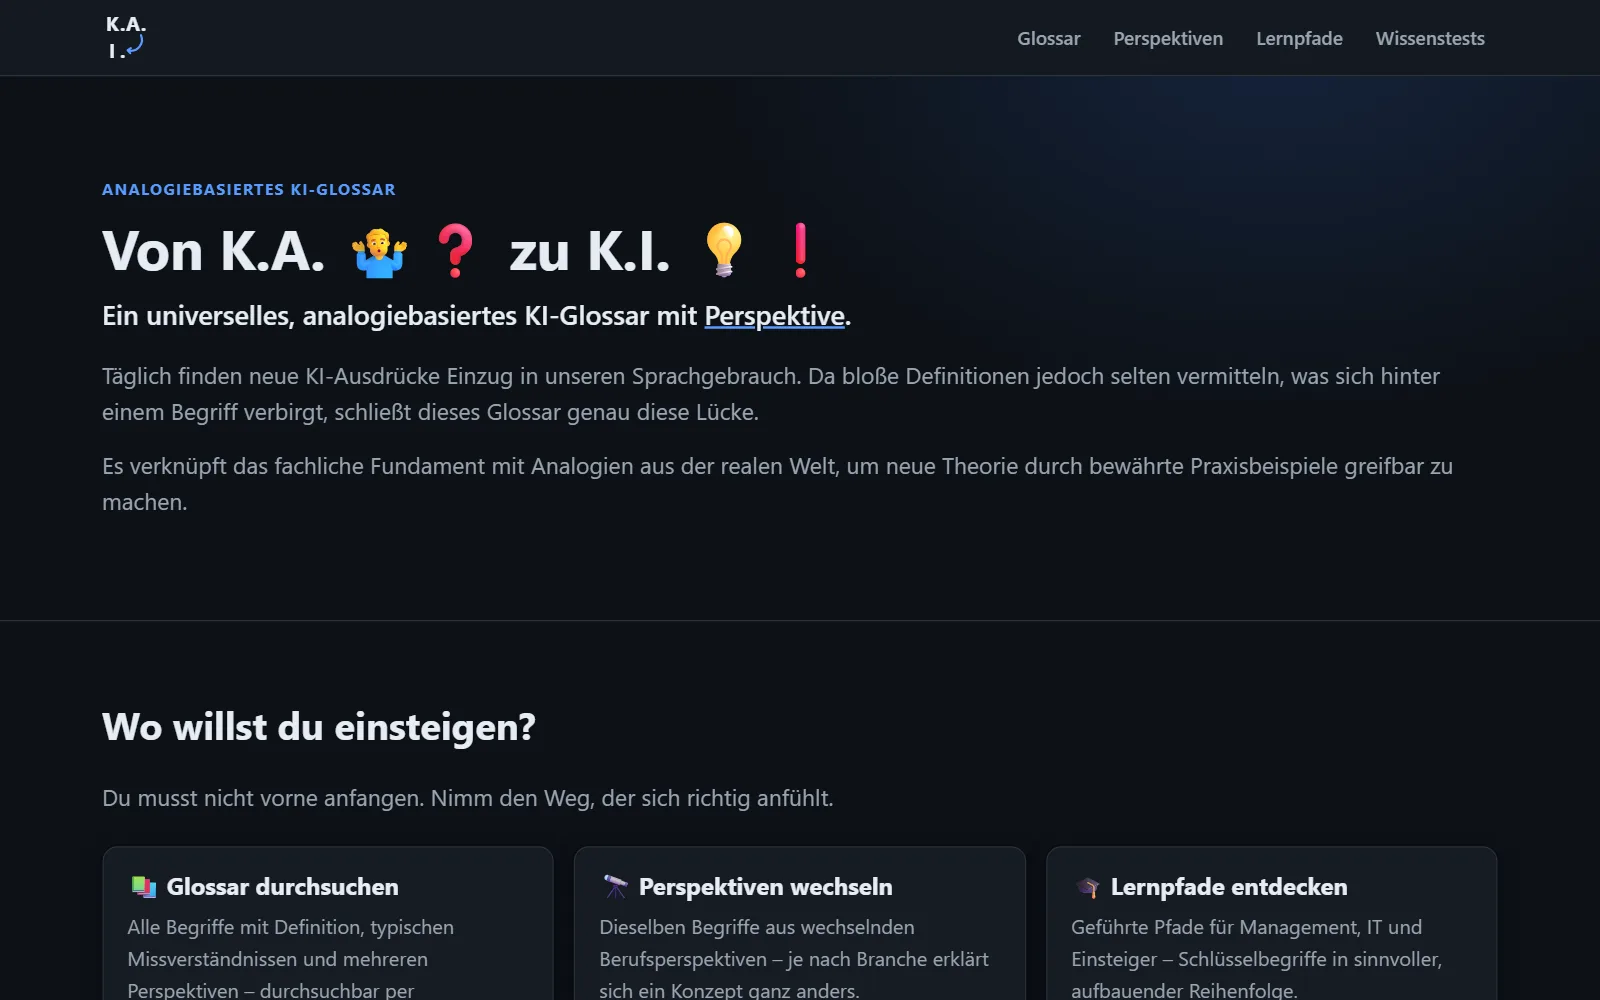 K.A.
I.
Glossar
Perspektiven
Lernpfade
Wissenstests
ANALOGIEBASIERTES KI-GLOSSAR
Von K.A. 🤷❓ zu K.I. 💡❗
Ein universelles, analogiebasiertes KI-Glossar mit Perspektive.
Täglich finden neue KI-Ausdrücke Einzug in unseren Sprachgebrauch. Da bloße Definitionen jedoch selten vermitteln, was sich hinter
einem Begriff verbirgt, schließt dieses Glossar genau diese Lücke.
Es verknüpft das fachliche Fundament mit Analogien aus der realen Welt, um neue Theorie durch bewährte Praxisbeispiele greifbar zu
machen.
Wo willst du einsteigen?
Du musst nicht vorne anfangen. Nimm den Weg, der sich richtig anfühlt.
📚 Glossar durchsuchen
Alle Begriffe mit Definition, typischen
Missverständnissen und mehreren
Perspektiven – durchsuchbar per
🔭 Perspektiven wechseln
Dieselben Begriffe aus wechselnden
Berufsperspektiven – je nach Branche erklärt
sich ein Konzept ganz anders.
🎓 Lernpfade entdecken
Geführte Pfade für Management, IT und
Einsteiger – Schlüsselbegriffe in sinnvoller,
aufbauender Reihenfolge.